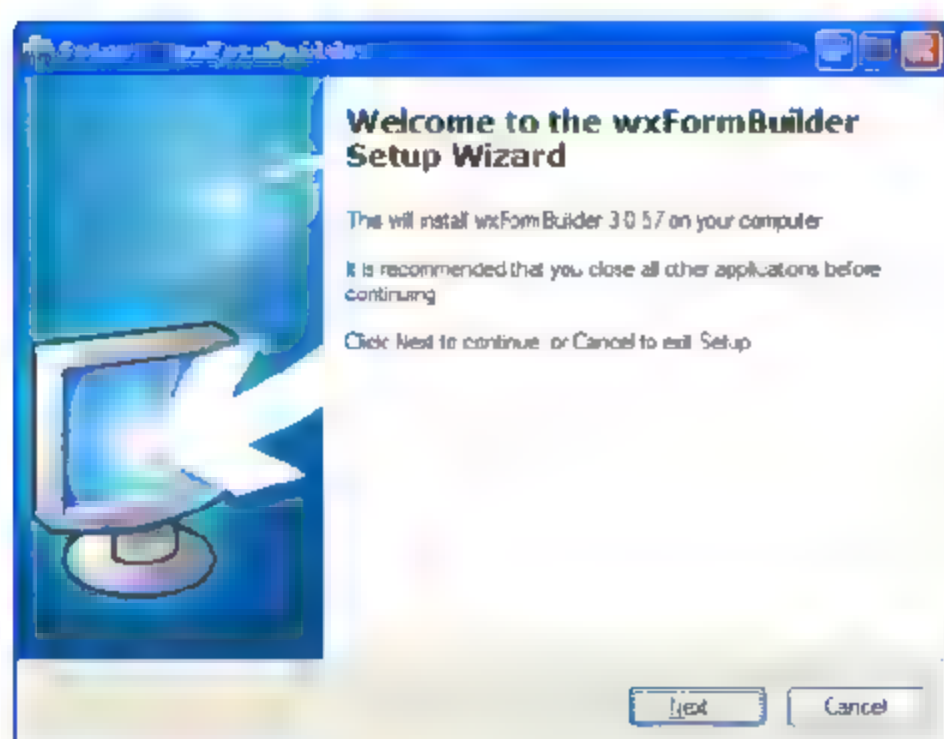 Welcome to the wxFormBuilder
Setup Wizard
This will install wxFormBuilder 3.0.57 on your computer
It is recommended that you close all other applications before
continuing
Click Next to continue or Cancel to exit Setup
Next
Cancel